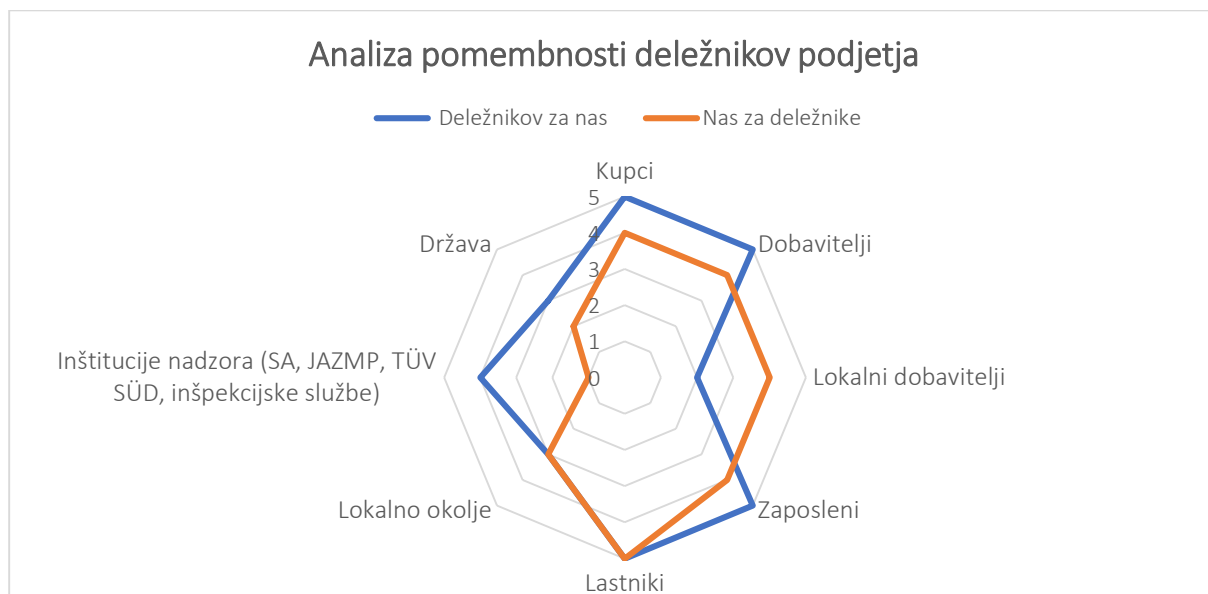 Analiza pomembnosti deležnikov podjetja
Deležnikov za nas
Nas za deležnike
Kupci
5
4
3
2
1
0
Dobavitelji
Lokalni dobavitelji
Zaposleni
Lastniki
Lokalno okolje
Inštitucije nadzora (SA, JAZMP, TÜV
SÜD, inšpekcijske službe)
Država